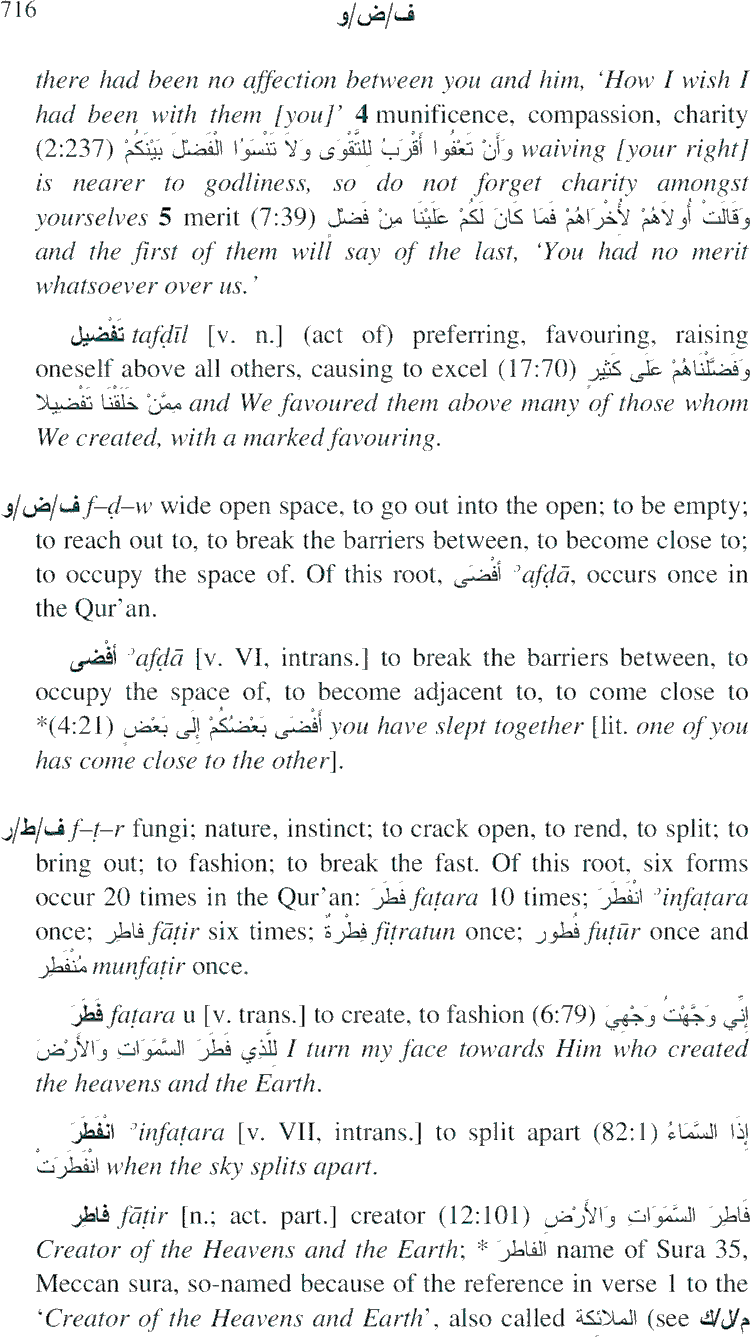 716 ف/ض/و
there had been no affection between you and him, ‘How I wish I
had been with them [you]’ 4 munificence, compassion, charity
(2:237) وَأَنْ تَعْفُوا أَقْرَبُ لِلتَّقْوَى وَلَا تَنْسَوُا الْفَضْلَ بَيْنَكُمْ waiving [your right]
is nearer to godliness, so do not forget charity amongst
yourselves 5 merit (7:39) وَقَالَتْ أُولَاهُمْ لِأُخْرَاهُمْ فَمَا كَانَ لَكُمْ عَلَيْنَا مِنْ فَضْلٍ
and the first of them will say of the last, ‘You had no merit
whatsoever over us.’
تَفْضيل tafḍīl [v. n.] (act of) preferring, favouring, raising
oneself above all others, causing to excel (17:70) وَفَضَّلْنَاهُمْ عَلَى كَثِيرٍ
مِمَّنْ خَلَقْنَا تَفْضِيلا and We favoured them above many of those whom
We created, with a marked favouring.
ف/ض/و f–ḍ–w wide open space, to go out into the open; to be empty;
to reach out to, to break the barriers between, to become close to;
to occupy the space of. Of this root, أَفْضَى ʾafḍā, occurs once in
the Qur’an.
أفْضى ʾafḍā [v. VI, intrans.] to break the barriers between, to
occupy the space of, to become adjacent to, to come close to
*(4:21) أَفْضَى بَعْضُكُمْ إِلَى بَعْضٍ you have slept together [lit. one of you
has come close to the other].
ف/ط/ر f–ṭ–r fungi; nature, instinct; to crack open, to rend, to split; to
bring out; to fashion; to break the fast. Of this root, six forms
occur 20 times in the Qur’an: فَطَرَ faṭara 10 times; انْفَطَرَ ʾinfaṭara
once; فاطر fāṭir six times; فِطْرةٌ fiṭratun once; فُطور fuṭūr once and
مُنْفَطِر munfaṭir once.
فَطَرَ faṭara u [v. trans.] to create, to fashion (6:79) إِنِّي وَجَّهْتُ وَجْهِيَ
لِلَّذِي فَطَرَ السَّمَوَاتِ وَالْأَرْضَ I turn my face towards Him who created
the heavens and the Earth.
انْفَطَرَ ʾinfaṭara [v. VII, intrans.] to split apart (82:1) إِذَا السَّمَاءُ
انْفَطَرَتْ when the sky splits apart.
فاطر fāṭir [n.; act. part.] creator (12:101) فَاطِرَ السَّمَوَاتِ وَالْأَرْضِ
Creator of the Heavens and the Earth; * الفاطر name of Sura 35,
Meccan sura, so-named because of the reference in verse 1 to the
‘Creator of the Heavens and Earth’, also called الملائكة (see م/ل/ك